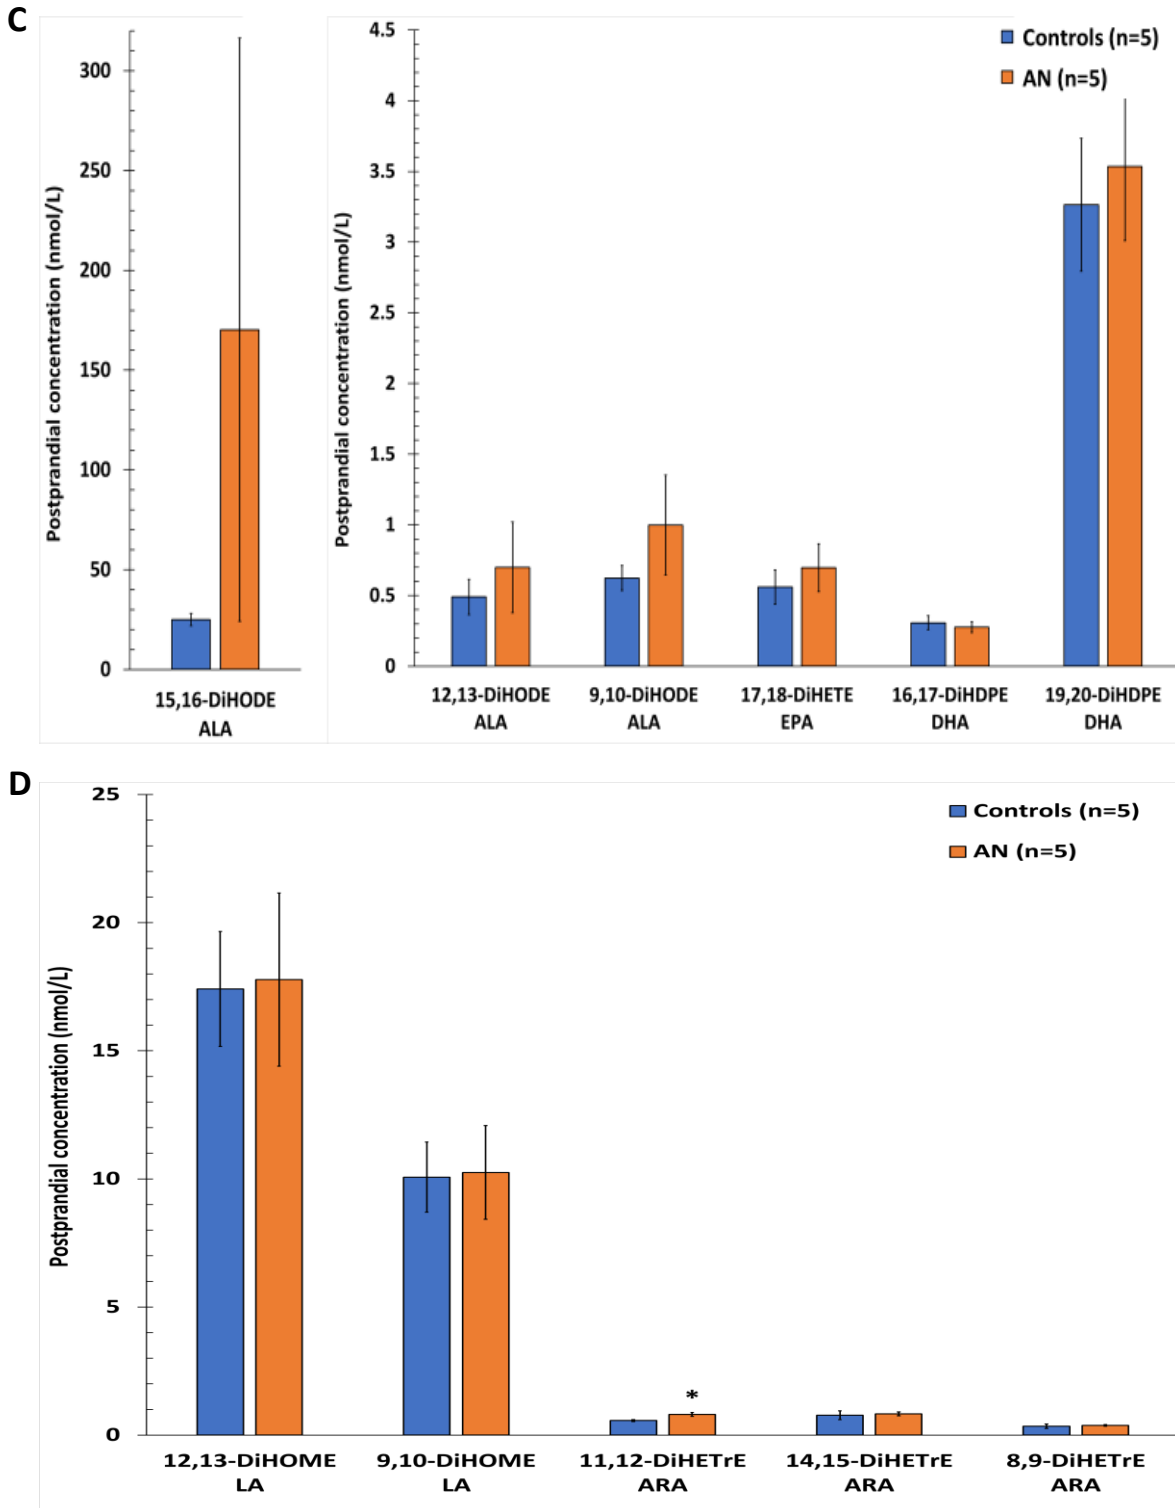 C
Postprandial concentration (nmol/L)
300
250
200
150
100
50
0
15,16-DiHODE
ALA
Postprandial concentration (nmol/L)
4.5
4
3.5
3
2.5
2
1.5
1
0.5
0
Controls (n=5)
AN (n=5)
12,13-DiHODE
ALA
9,10-DiHODE
ALA
17,18-DiHETE
EPA
16,17-DiHDPE
DHA
19,20-DiHDPE
DHA
D
Postprandial concentration (nmol/L)
25
20
15
10
5
0
Controls (n=5)
AN (n=5)
*
12,13-DiHOME
LA
9,10-DiHOME
LA
11,12-DiHETrE
ARA
14,15-DiHETrE
ARA
8,9-DiHETrE
ARA